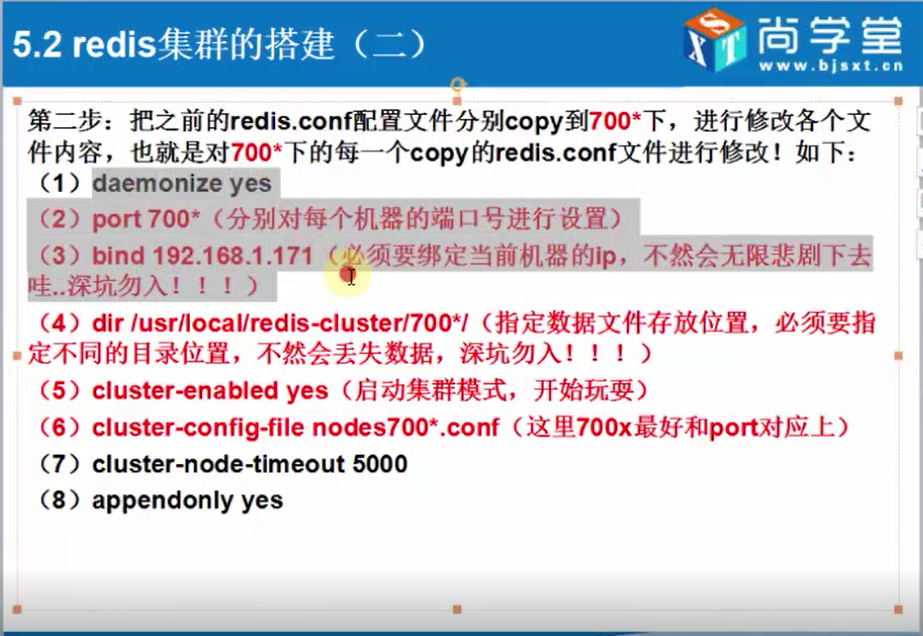 5.2 redis集群的搭建（二）
SXT
尚学堂
www.bjsxt.cn
第二步：把之前的redis.conf配置文件分别copy到700*下，进行修改各个文
件内容，也就是对700*下的每一个copy的redis.conf文件进行修改！如下：
（1）daemonize yes
（2）port 700*（分别对每个机器的端口号进行设置）
（3）bind 192.168.1.171（必须要绑定当前机器的ip，不然会无限悲剧下去
哇..深坑勿入！！！）
（4）dir /usr/local/redis-cluster/700*/（指定数据文件存放位置，必须要指
定不同的目录位置，不然会丢失数据，深坑勿入！！！）
（5）cluster-enabled yes（启动集群模式，开始玩耍）
（6）cluster-config-file nodes700*.conf（这里700x最好和port对应上）
（7）cluster-node-timeout 5000
（8）appendonly yes